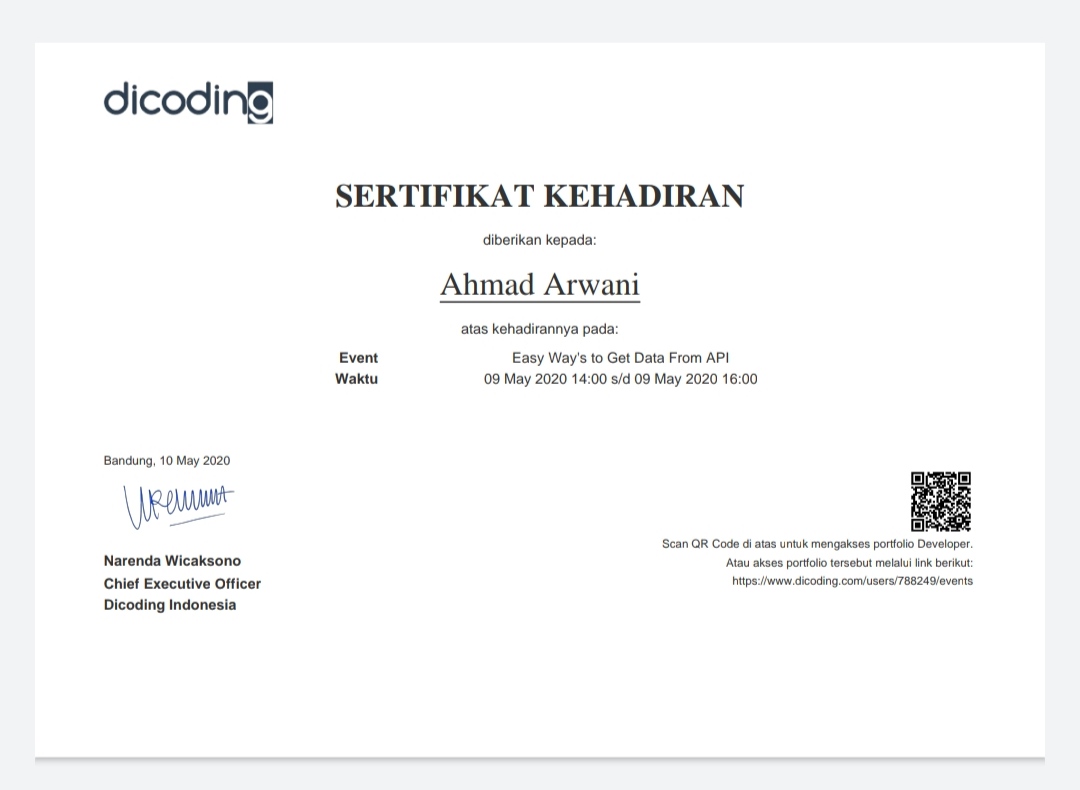 dicoding
SERTIFIKAT KEHADIRAN
diberikan kepada:
Ahmad Arwani
atas kehadirannya pada:
Event Easy Way's to Get Data From API
Waktu 09 May 2020 14:00 s/d 09 May 2020 16:00
Bandung, 10 May 2020
Narenda Wicaksono
Chief Executive Officer
Dicoding Indonesia
Scan QR Code di atas untuk mengakses portfolio Developer.
Atau akses portfolio tersebut melalui link berikut:
https://www.dicoding.com/users/788249/events